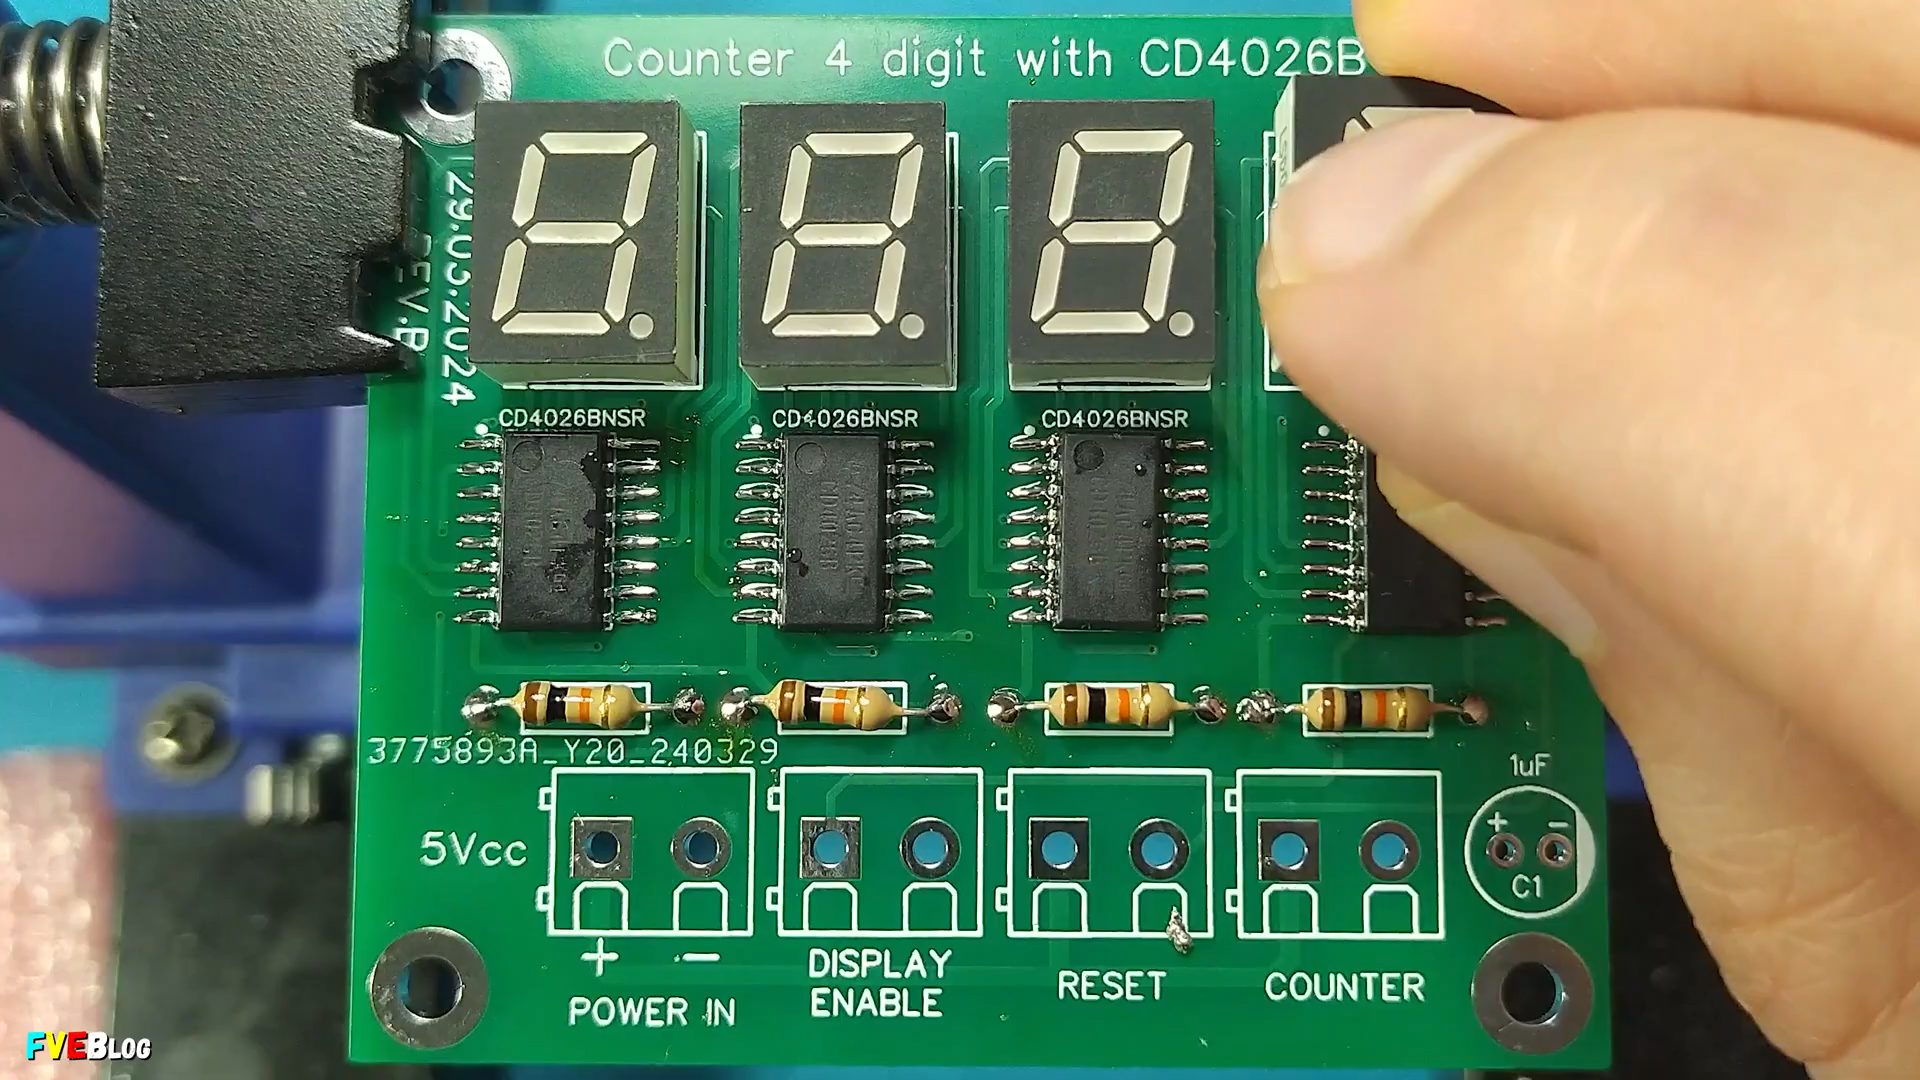 Counter 4 digit with CD4026B
29.05.2024
REV.B
CD4026BNSR
CD4026BNSR
CD4026BNSR
3775893A_Y20_240329
1uF
+ -
C1
5Vcc
+ -
POWER IN
DISPLAY
ENABLE
RESET
COUNTER
FVEBLOG